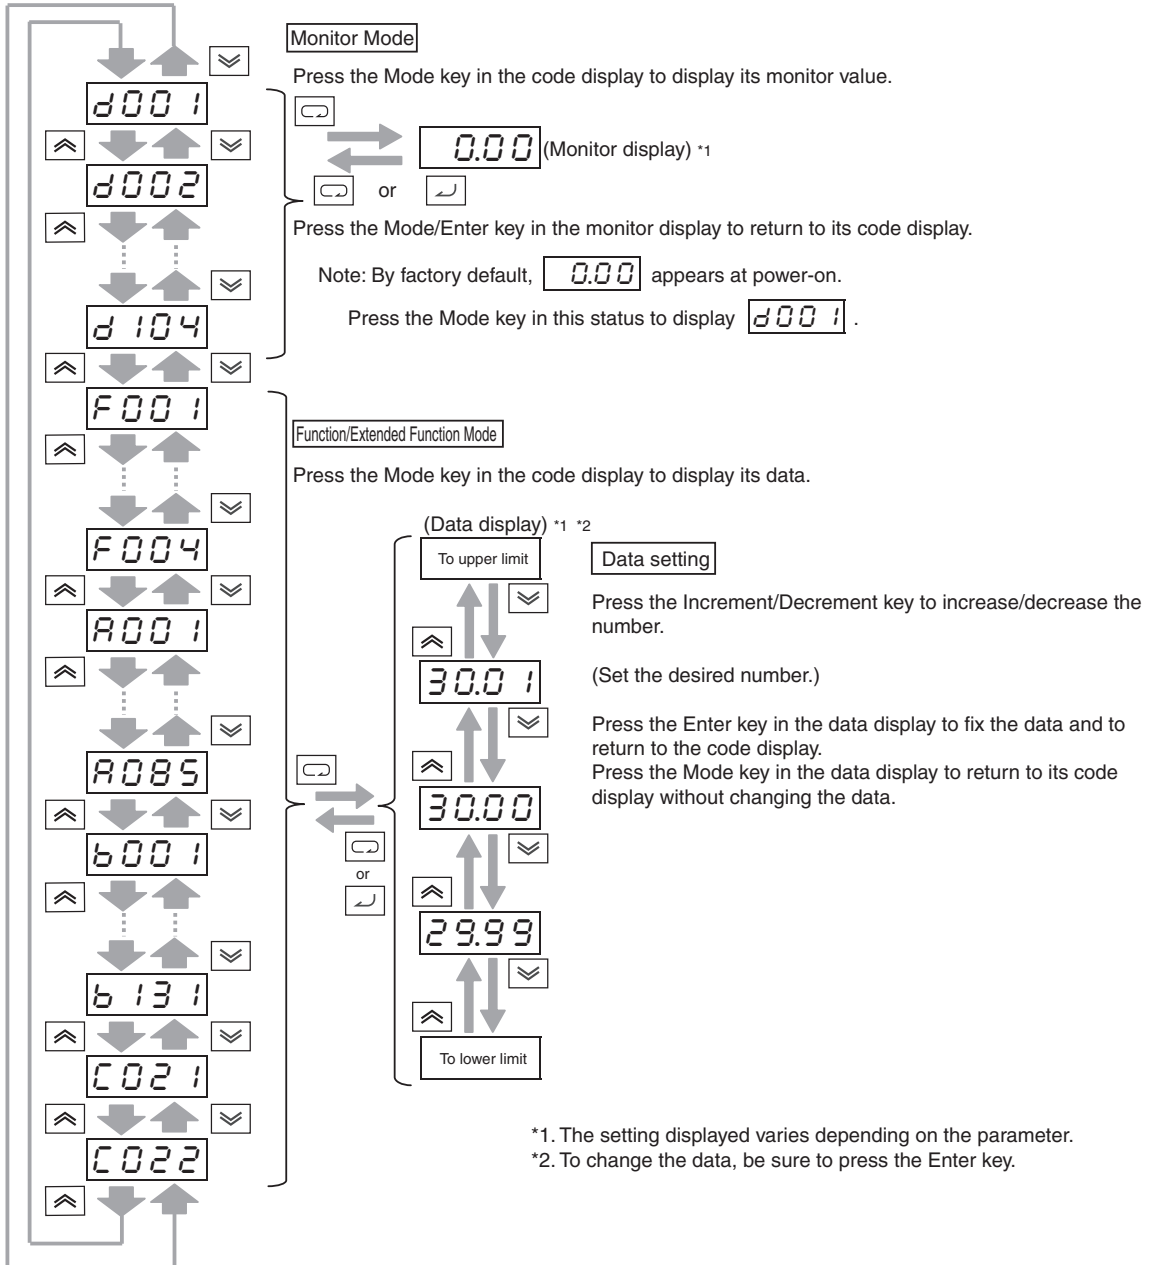 Monitor Mode
Press the Mode key in the code display to display its monitor value.
d001
0.00 (Monitor display) *1
d002
or
Press the Mode/Enter key in the monitor display to return to its code display.
Note: By factory default, 0.00 appears at power-on.
Press the Mode key in this status to display d001 .
d104
F001
Function/Extended Function Mode
Press the Mode key in the code display to display its data.
F004
A001
A085
b001
b131
C021
C022
or
(Data display) *1 *2
To upper limit
30.01
30.00
29.99
To lower limit
Data setting
Press the Increment/Decrement key to increase/decrease the
number.
(Set the desired number.)
Press the Enter key in the data display to fix the data and to
return to the code display.
Press the Mode key in the data display to return to its code
display without changing the data.
*1. The setting displayed varies depending on the parameter.
*2. To change the data, be sure to press the Enter key.